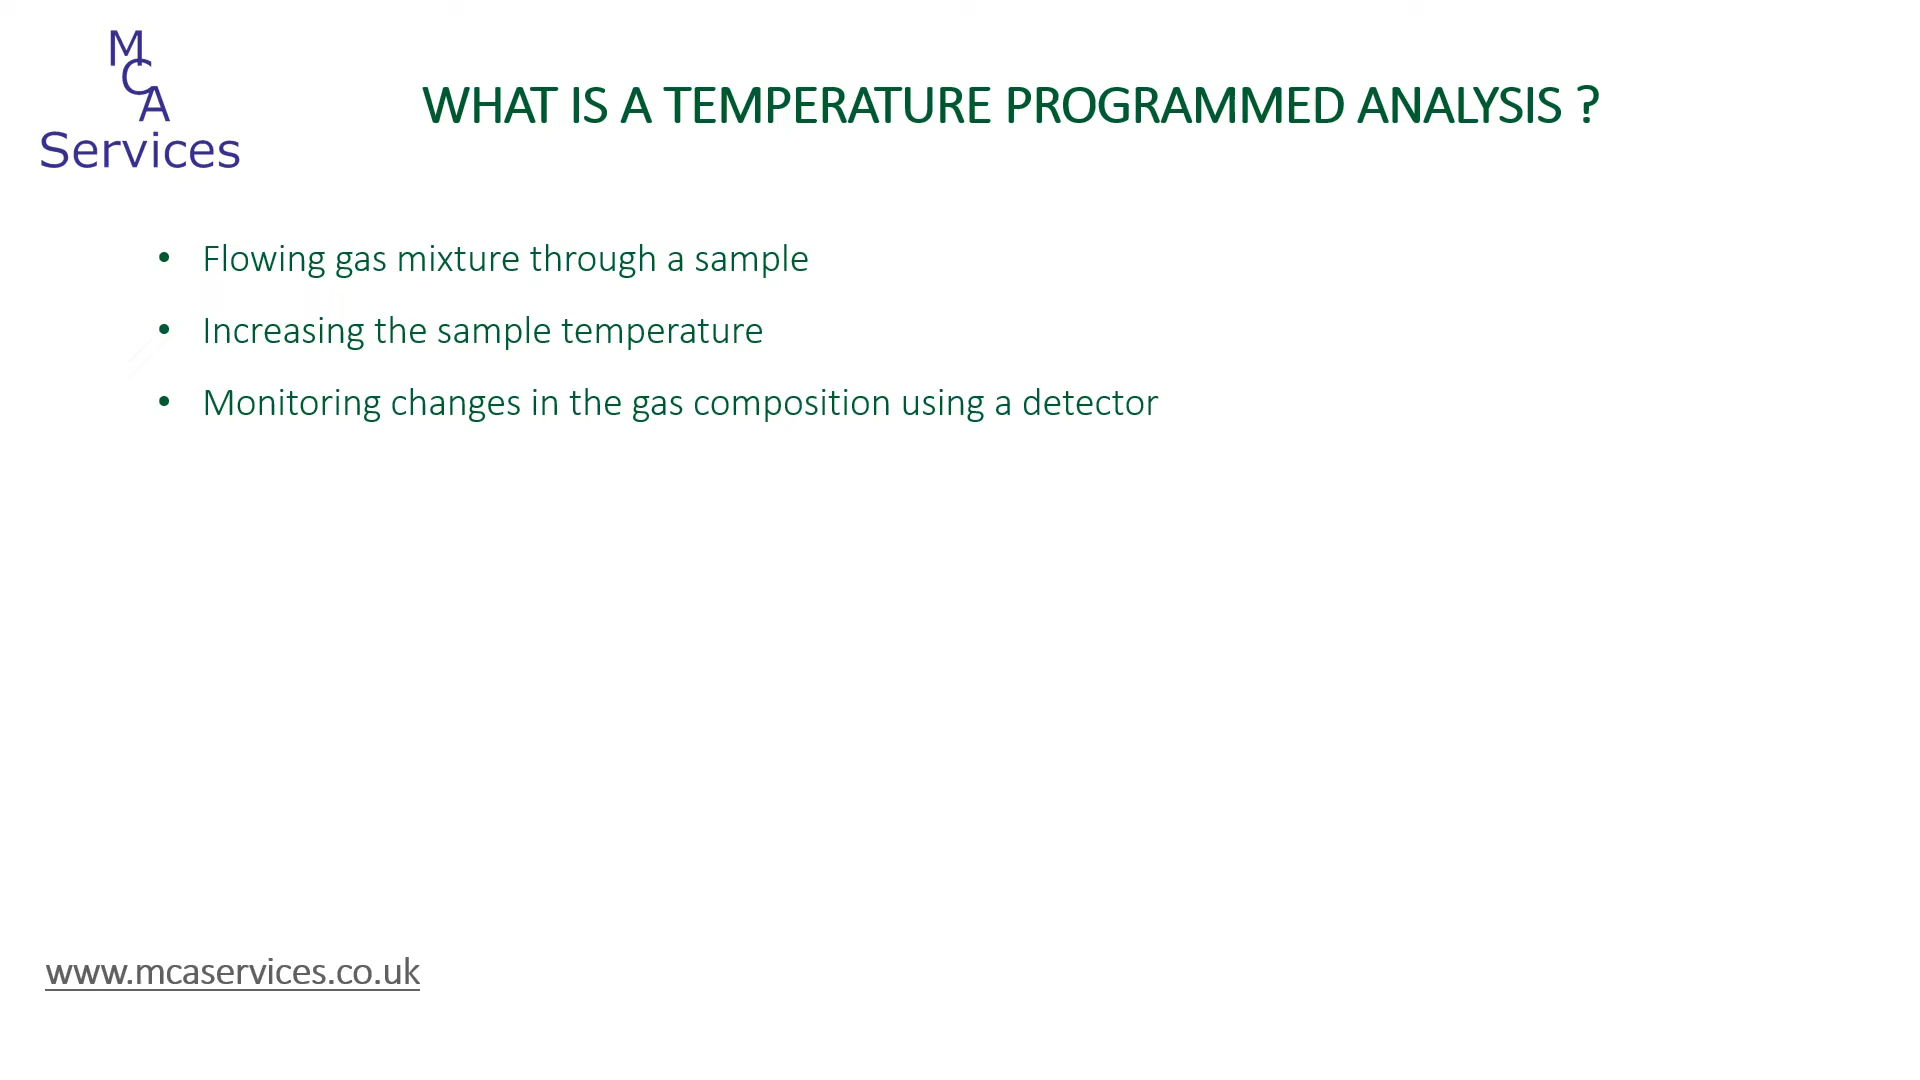 M
C
A
Services
WHAT IS A TEMPERATURE PROGRAMMED ANALYSIS ?
• Flowing gas mixture through a sample
• Increasing the sample temperature
• Monitoring changes in the gas composition using a detector
www.mcaservices.co.uk